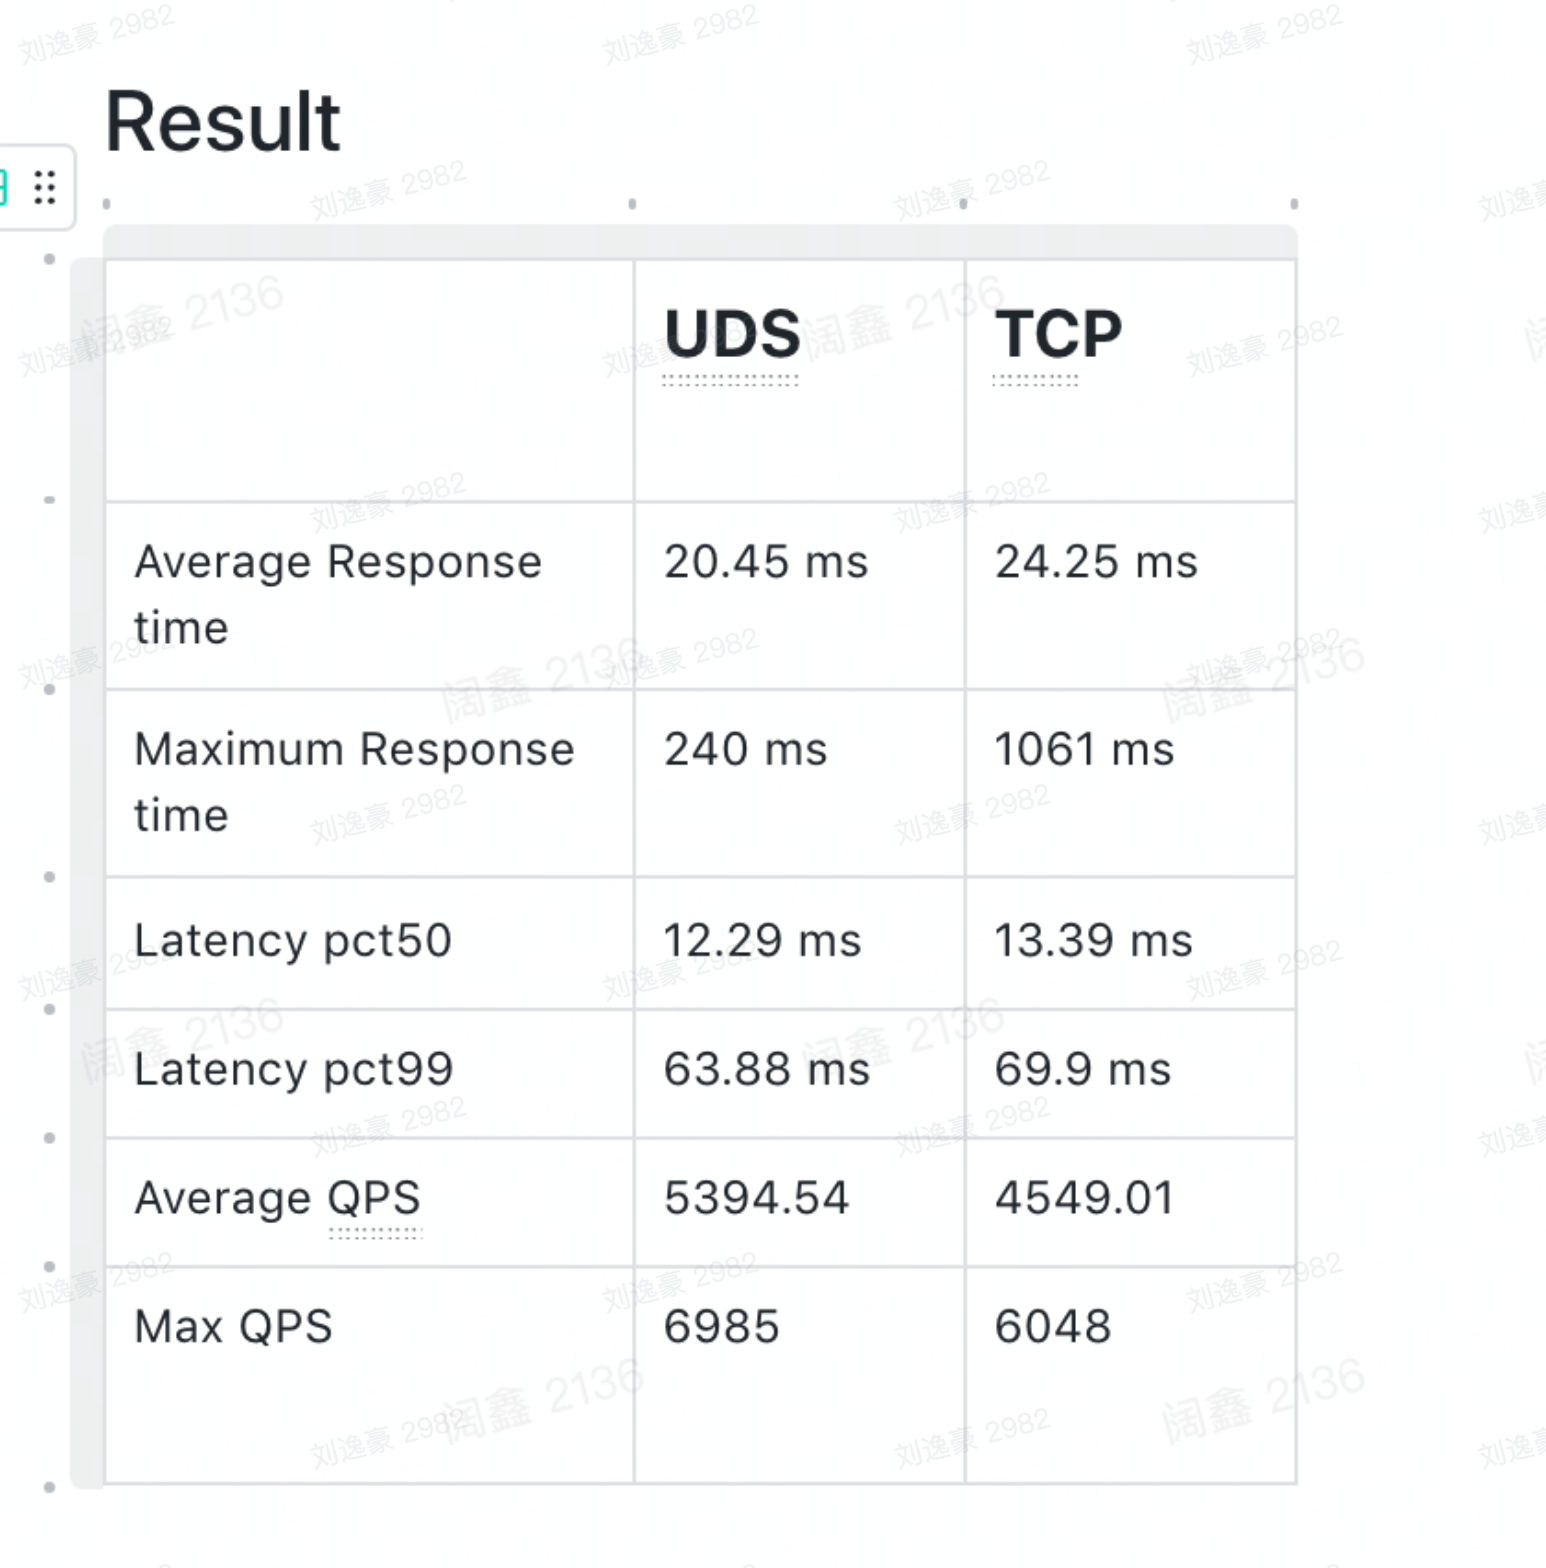 刘逸豪 2982
Result
阔鑫 2136
UDS
TCP
Average Response
time
20.45 ms
24.25 ms
Maximum Response
time
240 ms
1061 ms
Latency pct50
12.29 ms
13.39 ms
Latency pct99
63.88 ms
69.9 ms
Average QPS
5394.54
4549.01
Max QPS
6985
6048